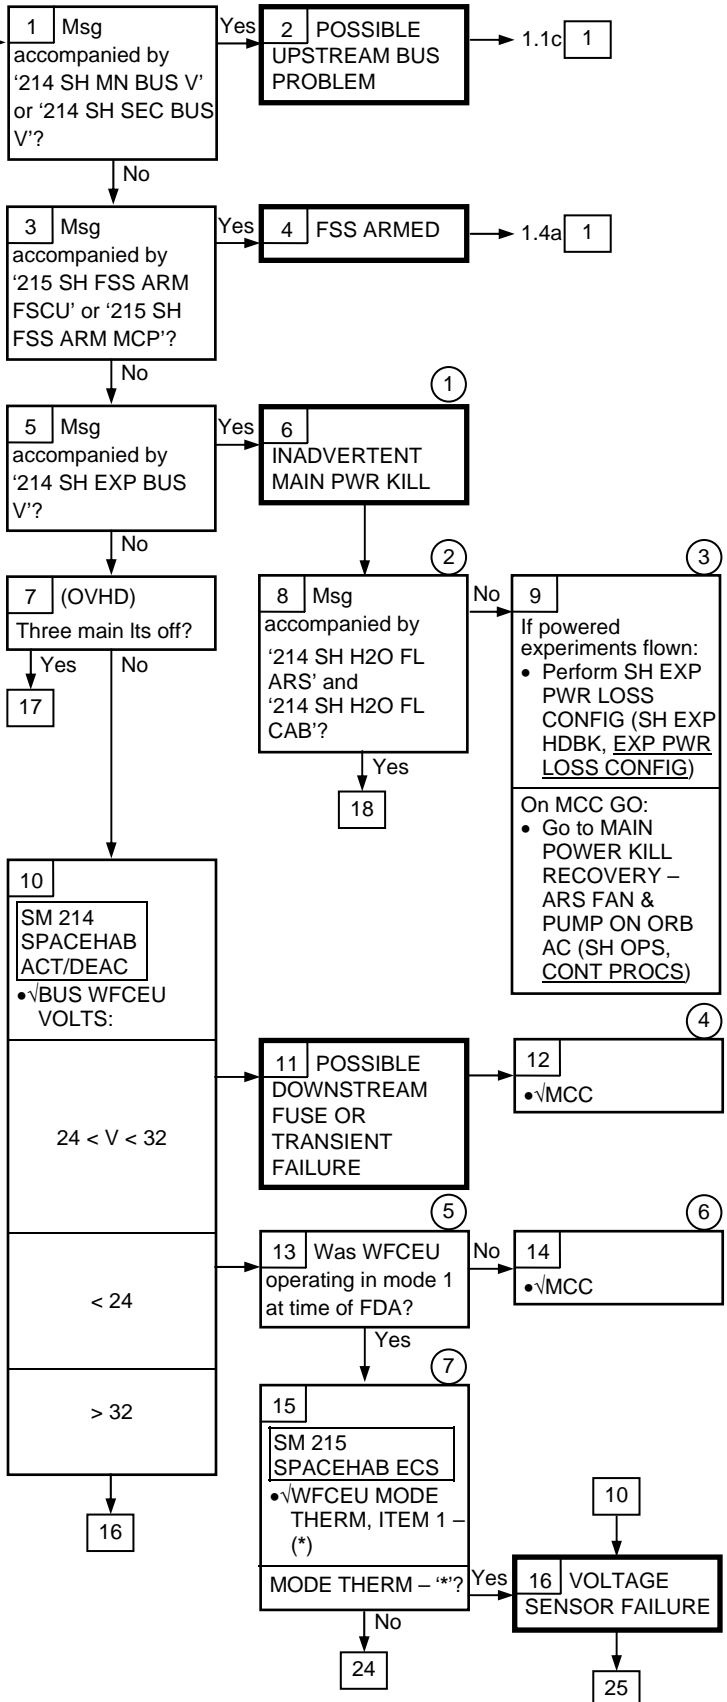 1 Msg
accompanied by
‘214 SH MN BUS V’
or ‘214 SH SEC BUS
V’?
Yes
2 POSSIBLE
UPSTREAM BUS
PROBLEM
1.1c 1
No
3 Msg
accompanied by
‘215 SH FSS ARM
FSCU’ or ‘215 SH
FSS ARM MCP’?
Yes
4 FSS ARMED
1.4a 1
No
5 Msg
accompanied by
‘214 SH EXP BUS
V’?
Yes
1
6
INADVERTENT
MAIN PWR KILL
No
7 (OVHD)
Three main lts off?
Yes
No
17
2
8 Msg
accompanied by
‘214 SH H2O FL
ARS’ and
‘214 SH H2O FL
CAB’?
No
Yes
18
3
9
If powered
experiments flown:
• Perform SH EXP
PWR LOSS
CONFIG (SH EXP
HDBK, EXP PWR
LOSS CONFIG)
On MCC GO:
• Go to MAIN
POWER KILL
RECOVERY –
ARS FAN &
PUMP ON ORB
AC (SH OPS,
CONT PROCS)
10
SM 214
SPACEHAB
ACT/DEAC
•√BUS WFCEU
VOLTS:
24 < V < 32
< 24
> 32
16
11 POSSIBLE
DOWNSTREAM
FUSE OR
TRANSIENT
FAILURE
4
12
•√MCC
5
13 Was WFCEU
operating in mode 1
at time of FDA?
No
6
14
•√MCC
Yes
7
15
SM 215
SPACEHAB ECS
•√WFCEU MODE
THERM, ITEM 1 –
(*)
MODE THERM – ‘*’?
Yes
No
24
10
16 VOLTAGE
SENSOR FAILURE
25